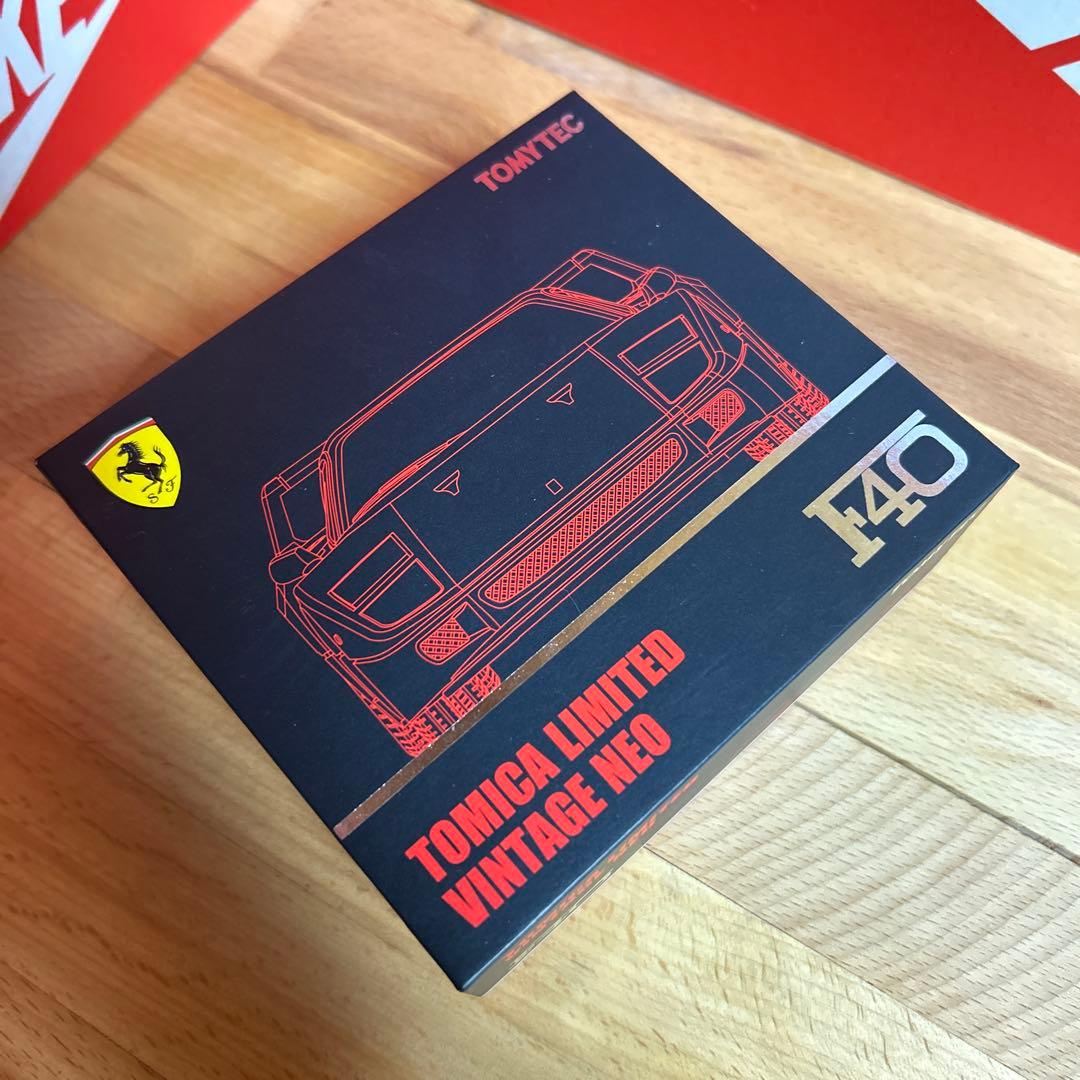 TOMYTEC
S F
F40
TOMICA LIMITED
VINTAGE NEO